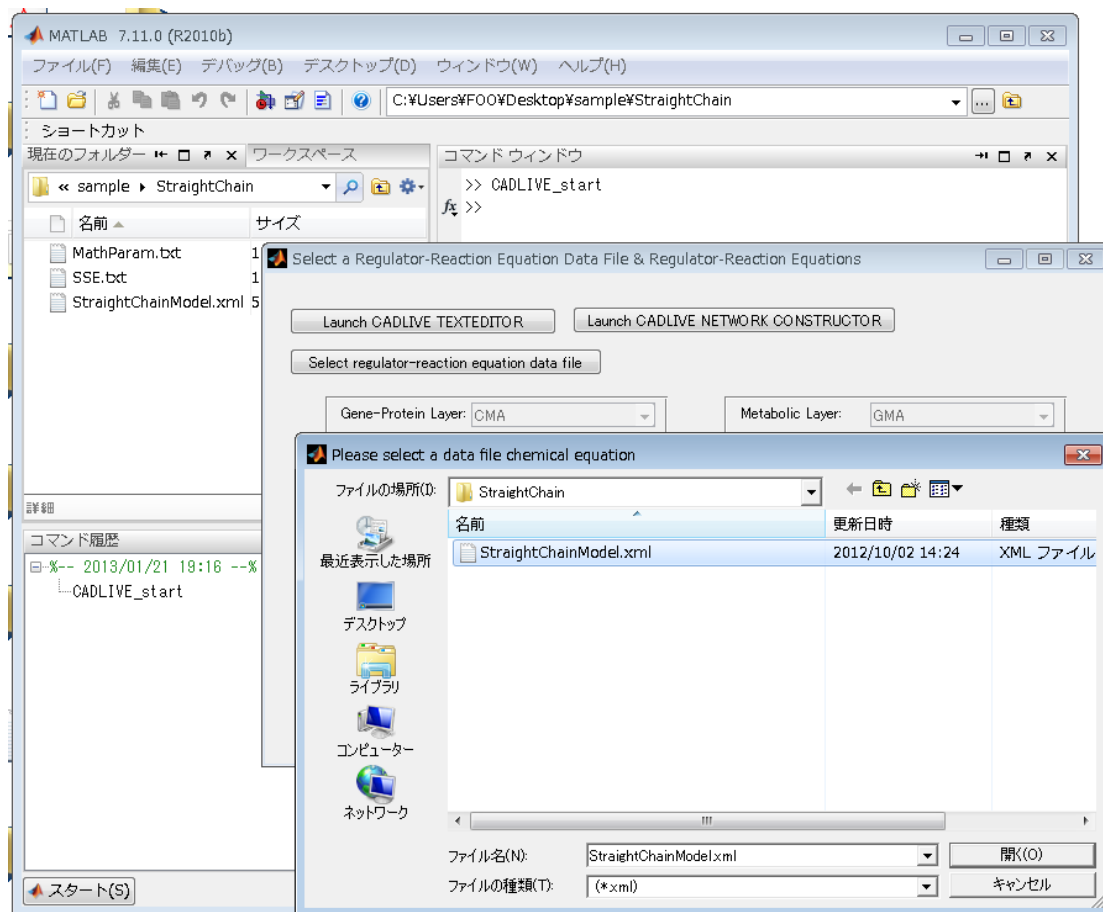 MATLAB 7.11.0 (R2010b)
ファイル(F) 編集(E) デバッグ(B) デスクトップ(D) ウィンドウ(W) ヘルプ(H)
C:¥Users¥FOO¥Desktop¥sample¥StraightChain
ショートカット
現在のフォルダー ワークスペース
« sample ▸ StraightChain
名前 サイズ
MathParam.txt 1
SSE.txt 1
StraightChainModel.xml 5
詳細
コマンド履歴
%-- 2013/01/21 19:16 --%
CADLIVE_start
スタート(S)
コマンド ウィンドウ
>> CADLIVE_start
fx >>
Select a Regulator-Reaction Equation Data File & Regulator-Reaction Equations
Launch CADLIVE TEXTEDITOR Launch CADLIVE NETWORK CONSTRUCTOR
Select regulator-reaction equation data file
Gene-Protein Layer: CMA Metabolic Layer: GMA
Please select a data file chemical equation
ファイルの場所(I): StraightChain
名前 更新日時 種類
StraightChainModel.xml 2012/10/02 14:24 XML ファイル
最近表示した場所
デスクトップ
ライブラリ
コンピューター
ネットワーク
ファイル名(N): StraightChainModel.xml 開く(O)
ファイルの種類(T): (*.xml) キャンセル